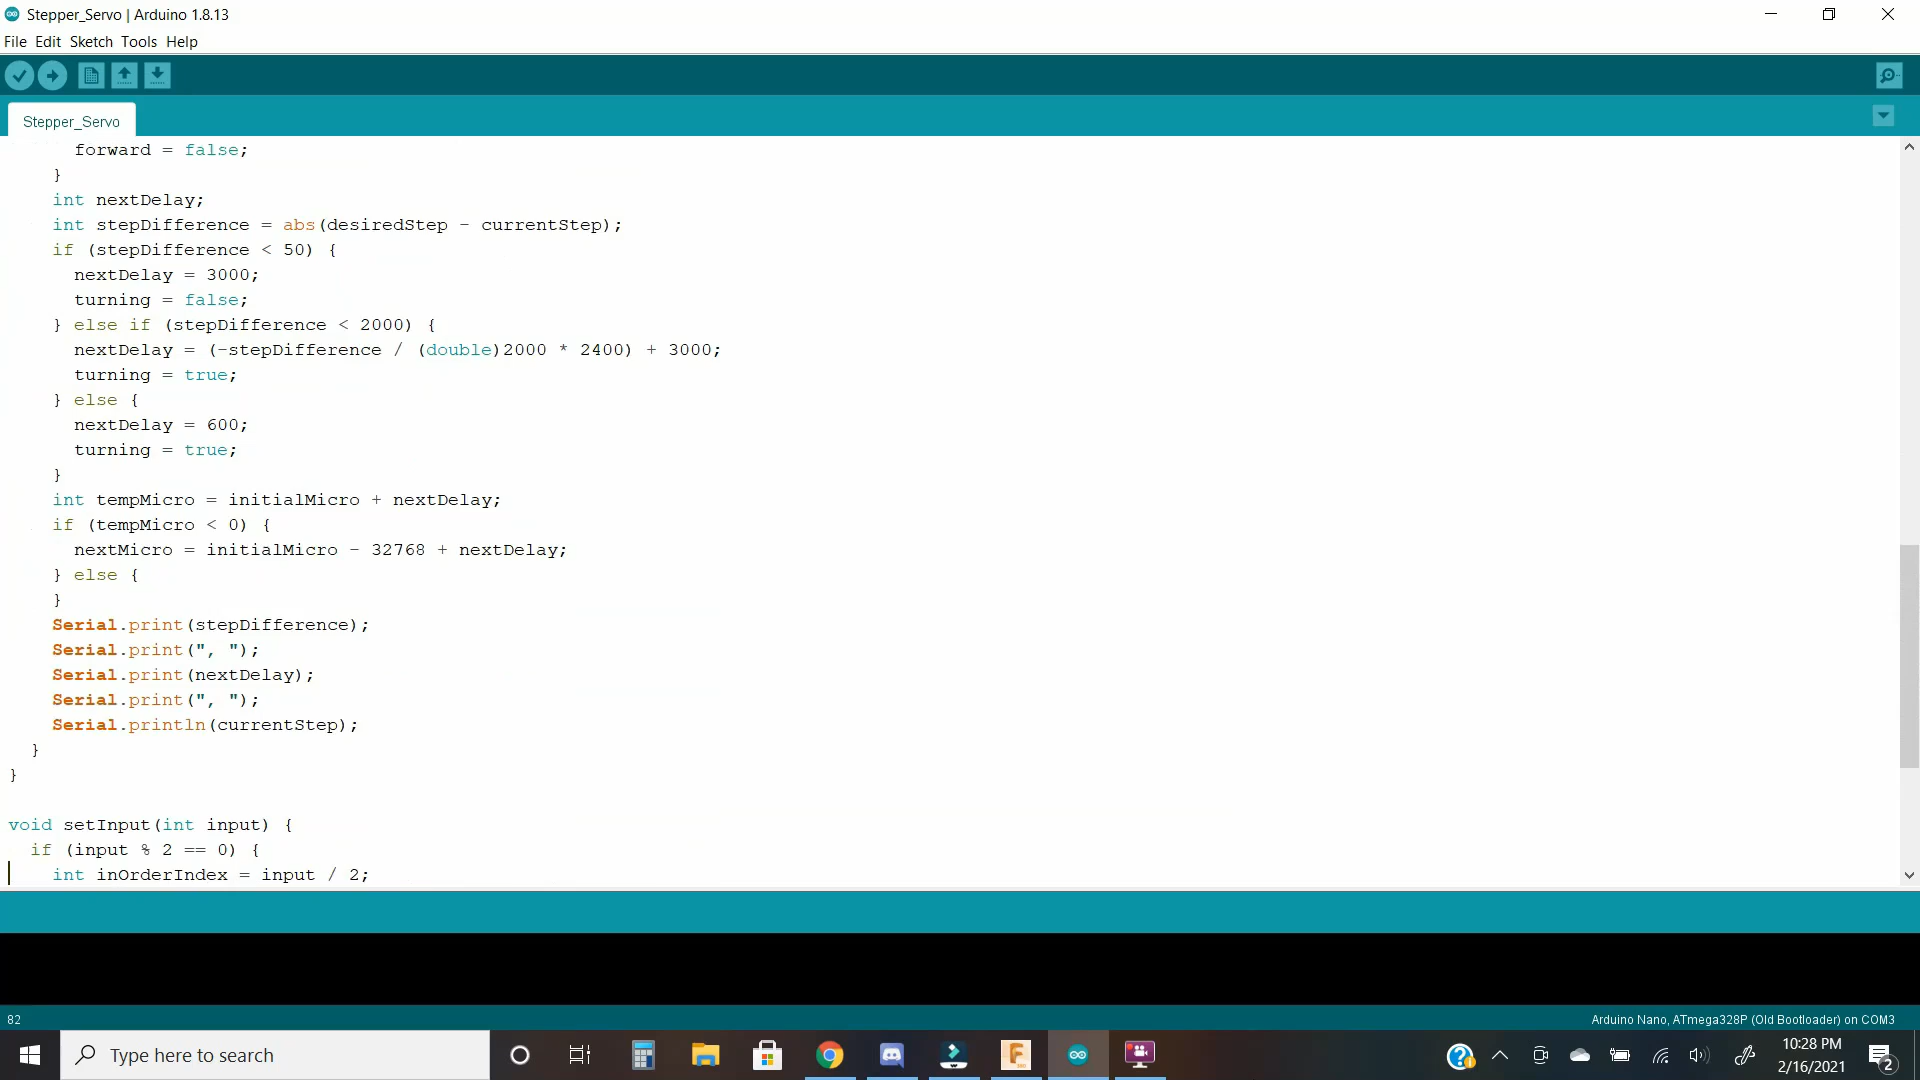 Stepper_Servo | Arduino 1.8.13
File Edit Sketch Tools Help
Stepper_Servo
forward = false;
}
int nextDelay;
int stepDifference = abs(desiredStep - currentStep);
if (stepDifference < 50) {
nextDelay = 3000;
turning = false;
} else if (stepDifference < 2000) {
nextDelay = (-stepDifference / (double)2000 * 2400) + 3000;
turning = true;
} else {
nextDelay = 600;
turning = true;
}
int tempMicro = initialMicro + nextDelay;
if (tempMicro < 0) {
nextMicro = initialMicro - 32768 + nextDelay;
} else {
}
Serial.print(stepDifference);
Serial.print(", ");
Serial.print(nextDelay);
Serial.print(", ");
Serial.println(currentStep);
}
}
void setInput(int input) {
if (input % 2 == 0) {
int inOrderIndex = input / 2;
82
Arduino Nano, ATmega328P (Old Bootloader) on COM3
Type here to search
10:28 PM
2/16/2021
2